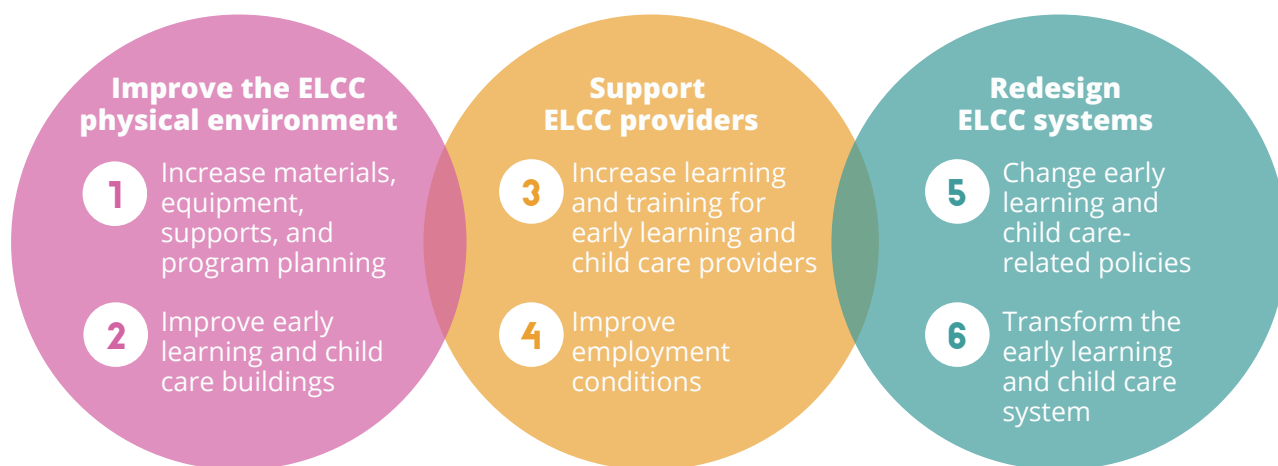 Improve the ELCC
physical environment
1
Increase materials,
equipment,
supports, and
program planning
2
Improve early
learning and child
care buildings
Support
ELCC providers
3
Increase learning
and training for
early learning and
child care providers
4
Improve
employment
conditions
Redesign
ELCC systems
5
Change early
learning and
child care-
related policies
6
Transform the
early learning
and child care
system